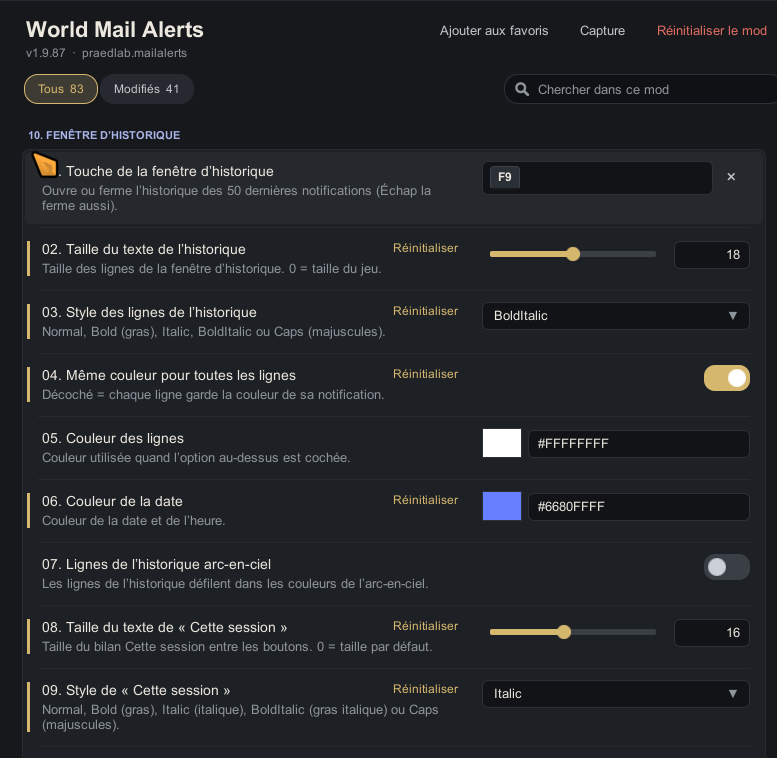 World Mail Alerts
v1.9.87 · praedlab.mailalerts
Ajouter aux favoris
Capture
Réinitialiser le mod
Tous 83
Modifiés 41
Chercher dans ce mod
10. FENÊTRE D'HISTORIQUE
. Touche de la fenêtre d'historique
Ouvre ou ferme l'historique des 50 dernières notifications (Échap la
ferme aussi).
F9
×
02. Taille du texte de l'historique
Réinitialiser
18
Taille des lignes de la fenêtre d'historique. 0 = taille du jeu.
03. Style des lignes de l'historique
Réinitialiser
BoldItalic
Normal, Bold (gras), Italic, BoldItalic ou Caps (majuscules).
04. Même couleur pour toutes les lignes
Réinitialiser
Décoché = chaque ligne garde la couleur de sa notification.
05. Couleur des lignes
#FFFFFFFF
Couleur utilisée quand l'option au-dessus est cochée.
06. Couleur de la date
Réinitialiser
#6680FFFF
Couleur de la date et de l'heure.
07. Lignes de l'historique arc-en-ciel
Les lignes de l'historique défilent dans les couleurs de l'arc-en-ciel.
08. Taille du texte de « Cette session »
Réinitialiser
16
Taille du bilan Cette session entre les boutons. 0 = taille par défaut.
09. Style de « Cette session »
Réinitialiser
Italic
Normal, Bold (gras), Italic (italique), BoldItalic (gras italique) ou Caps
(majuscules).